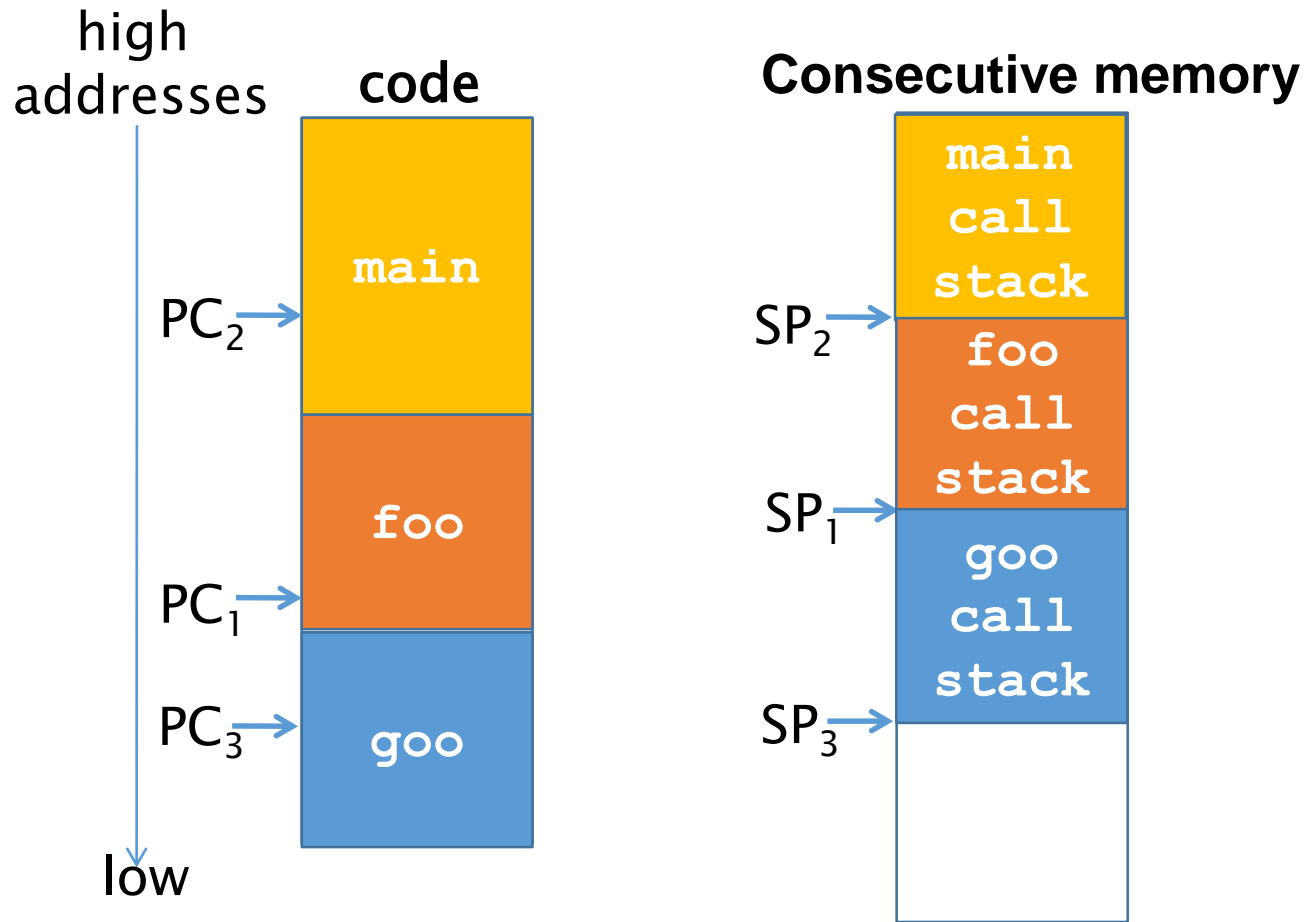 high
addresses
code
main
PC₂
foo
PC₁
PC₃
goo
low
Consecutive memory
main
call
stack
SP₂
foo
call
stack
SP₁
goo
call
stack
SP₃